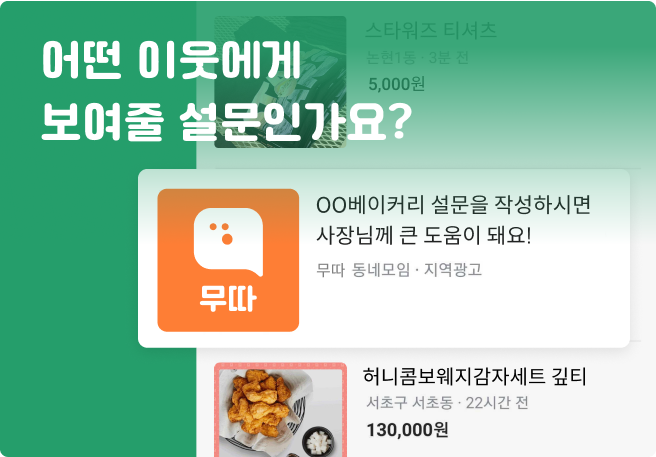 어떤 이웃에게
보여줄 설문인가요?
스타워즈 티셔츠
논현1동 · 3분 전
5,000원
OO베이커리 설문을 작성하시면
사장님께 큰 도움이 돼요!
무따 동네모임 · 지역광고
무따
허니콤보웨지감자세트 깊티
서초구 서초동 · 22시간 전
130,000원